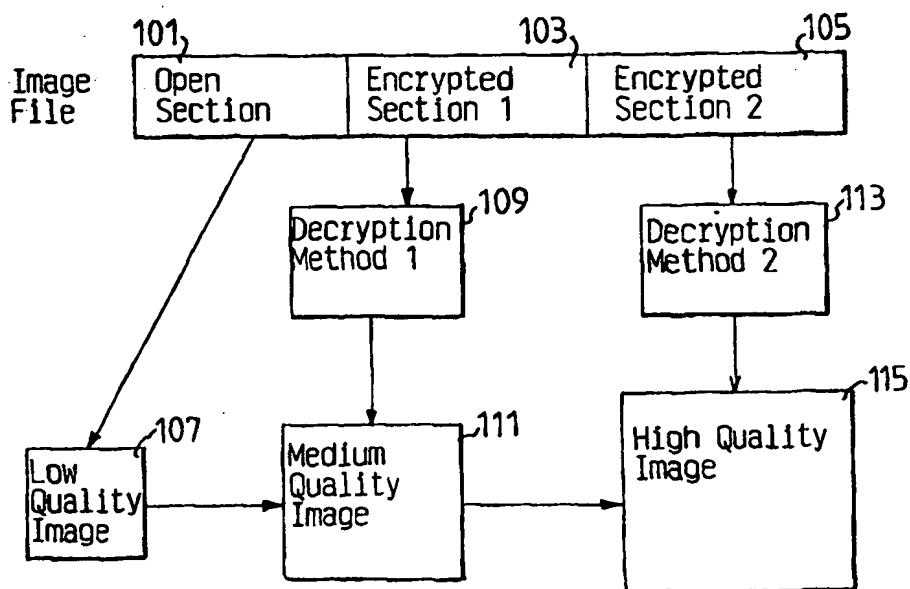 101
103
105
Image
File
Open
Section
Encrypted
Section 1
Encrypted
Section 2
109
Decryption
Method 1
113
Decryption
Method 2
107
Low
Quality
Image
111
Medium
Quality
Image
115
High Quality
Image